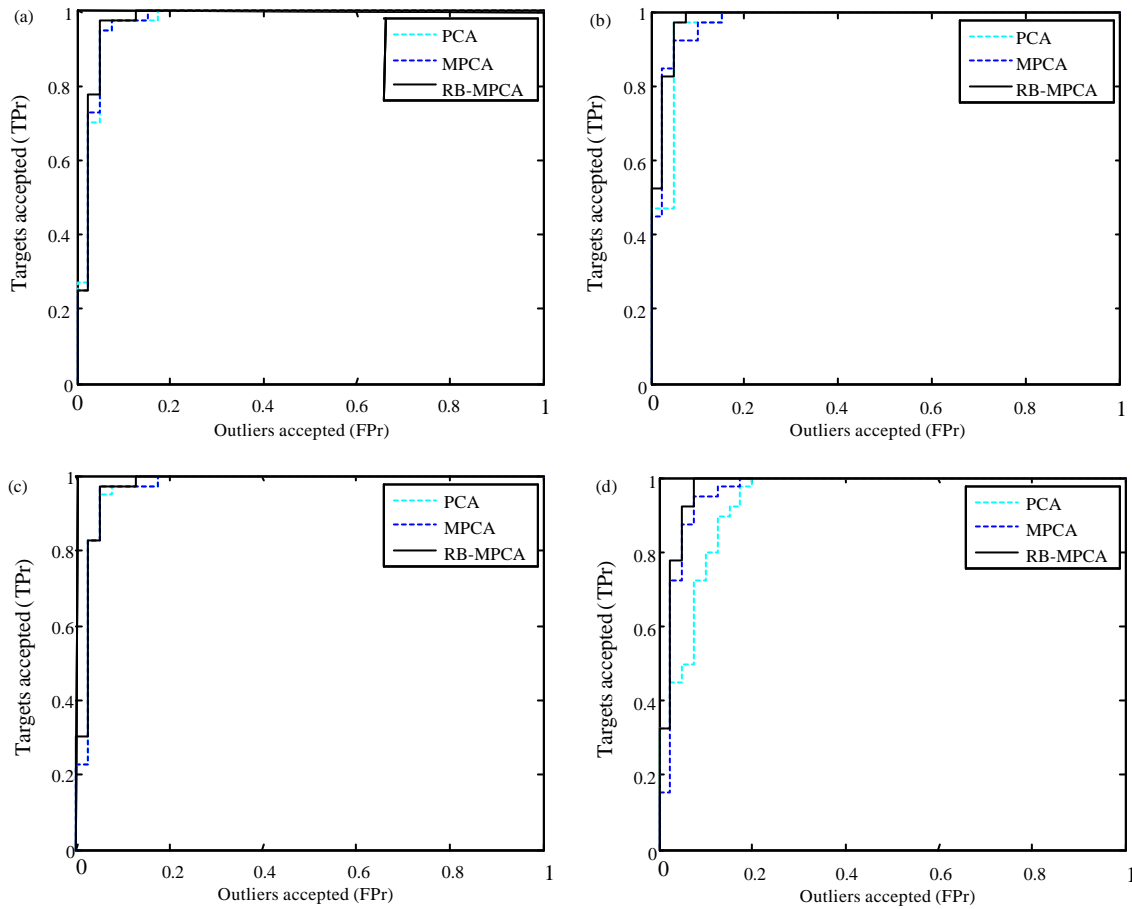 (a)
1
0.8
0.6
0.4
0.2
0
Targets accepted ( TPr)
PCA
MPCA
RB-MPCA
0
0.2
0.4
0.6
0.8
1
Outliers accepted (FPr)
(b)
1
0.8
0.6
0.4
0.2
0
Targets accepted ( TPr)
PCA
MPCA
RB-MPCA
0
0.2
0.4
0.6
0.8
1
Outliers accepted (FPr)
(c)
1
0.8
0.6
0.4
0.2
0
Targets accepted ( TPr)
PCA
MPCA
RB-MPCA
0
0.2
0.4
0.6
0.8
1
Outliers accepted (FPr)
(d)
1
0.8
0.6
0.4
0.2
0
Targets accepted ( TPr)
PCA
MPCA
RB-MPCA
0
0.2
0.4
0.6
0.8
1
Outliers accepted (FPr)